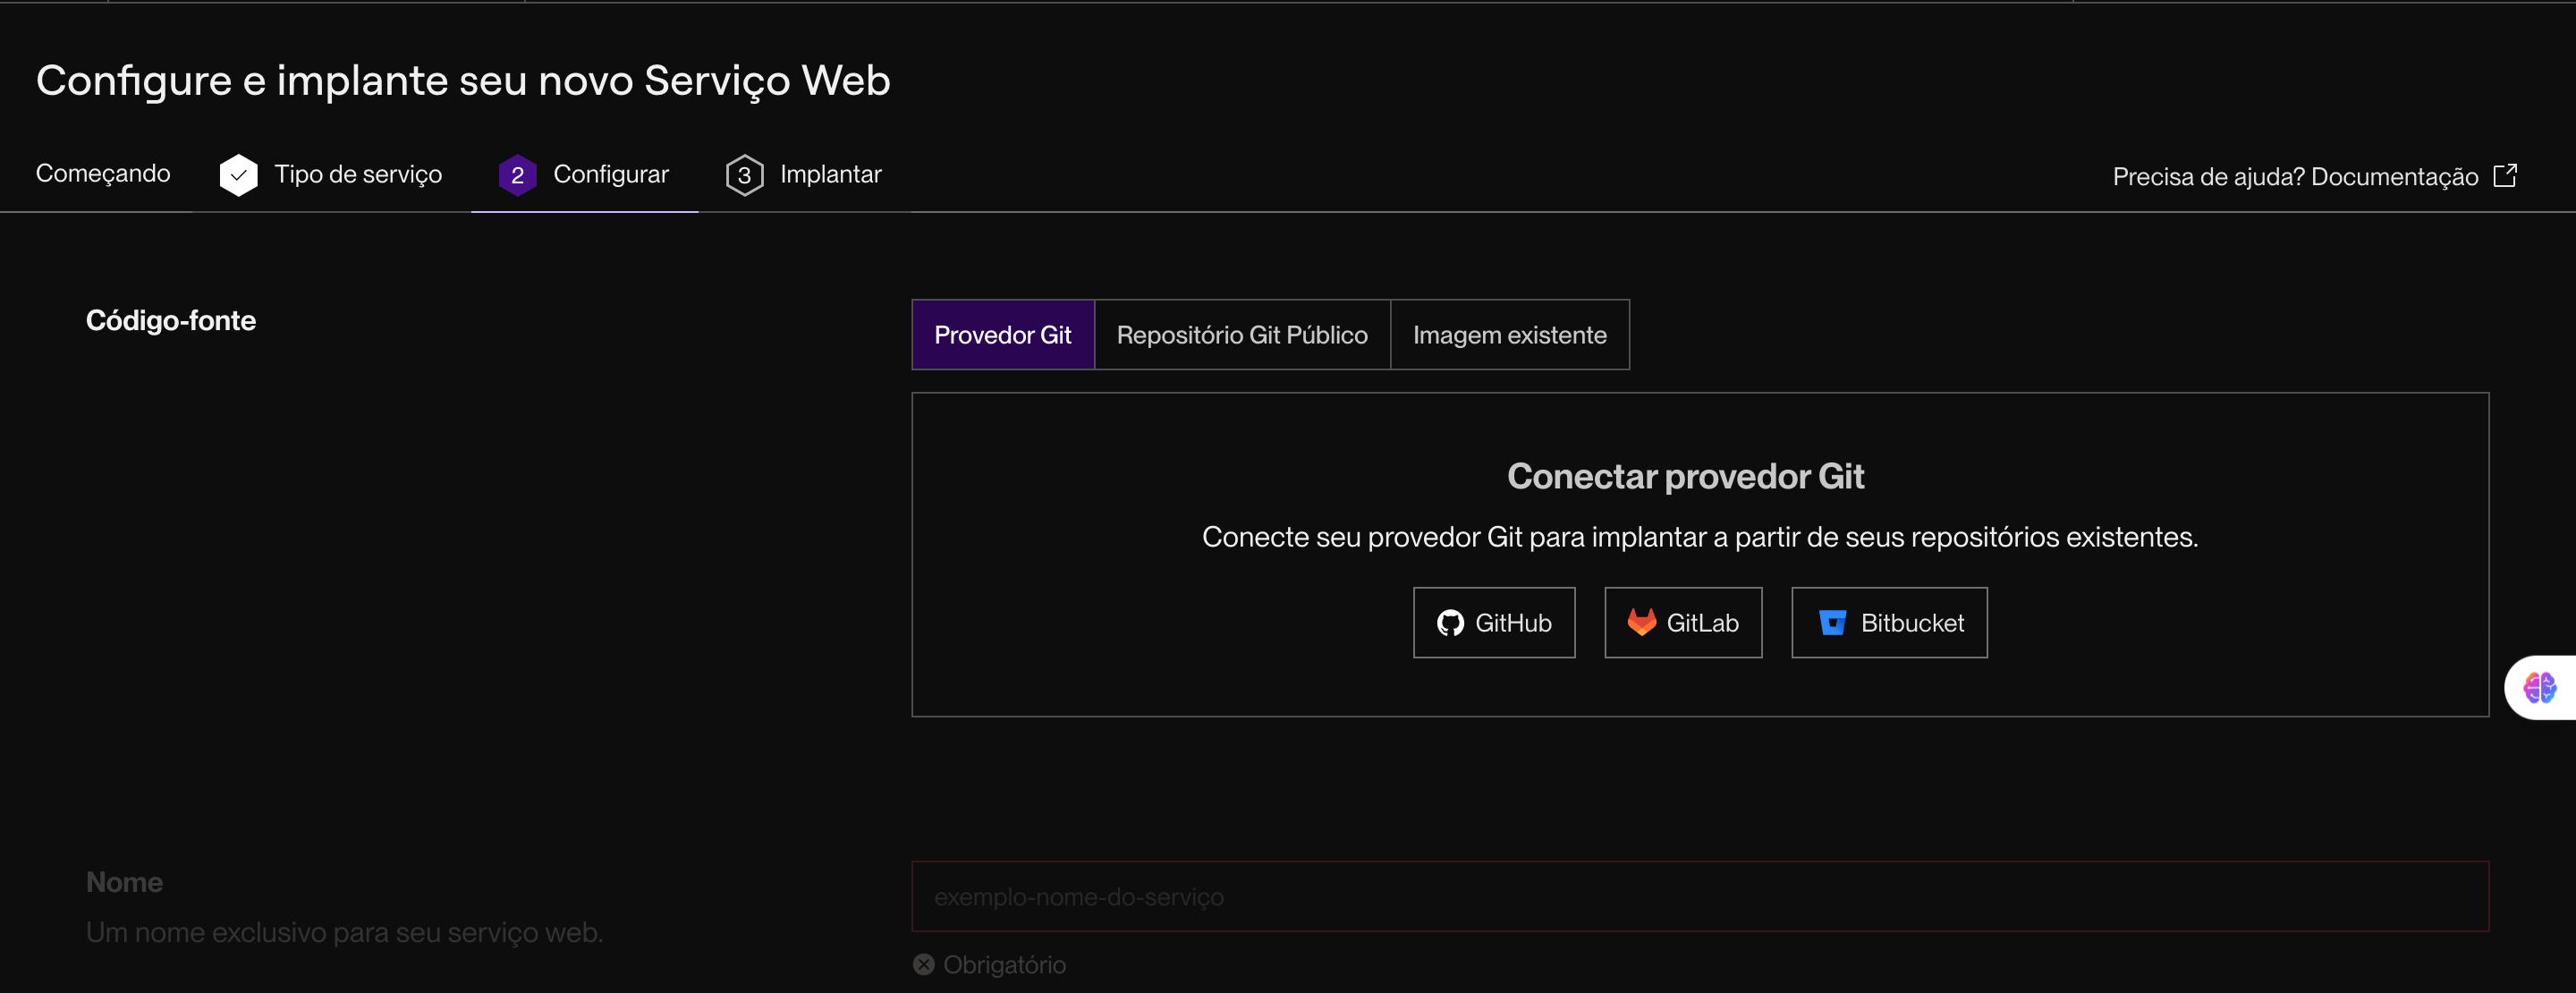 Configure e implante seu novo Serviço Web
Começando
Tipo de serviço
2 Configurar
3 Implantar
Precisa de ajuda? Documentação
Código-fonte
Provedor Git
Repositório Git Público
Imagem existente
Conectar provedor Git
Conecte seu provedor Git para implantar a partir de seus repositórios existentes.
GitHub
GitLab
Bitbucket
Nome
Um nome exclusivo para seu serviço web.
exemplo-nome-do-serviço
Obrigatório